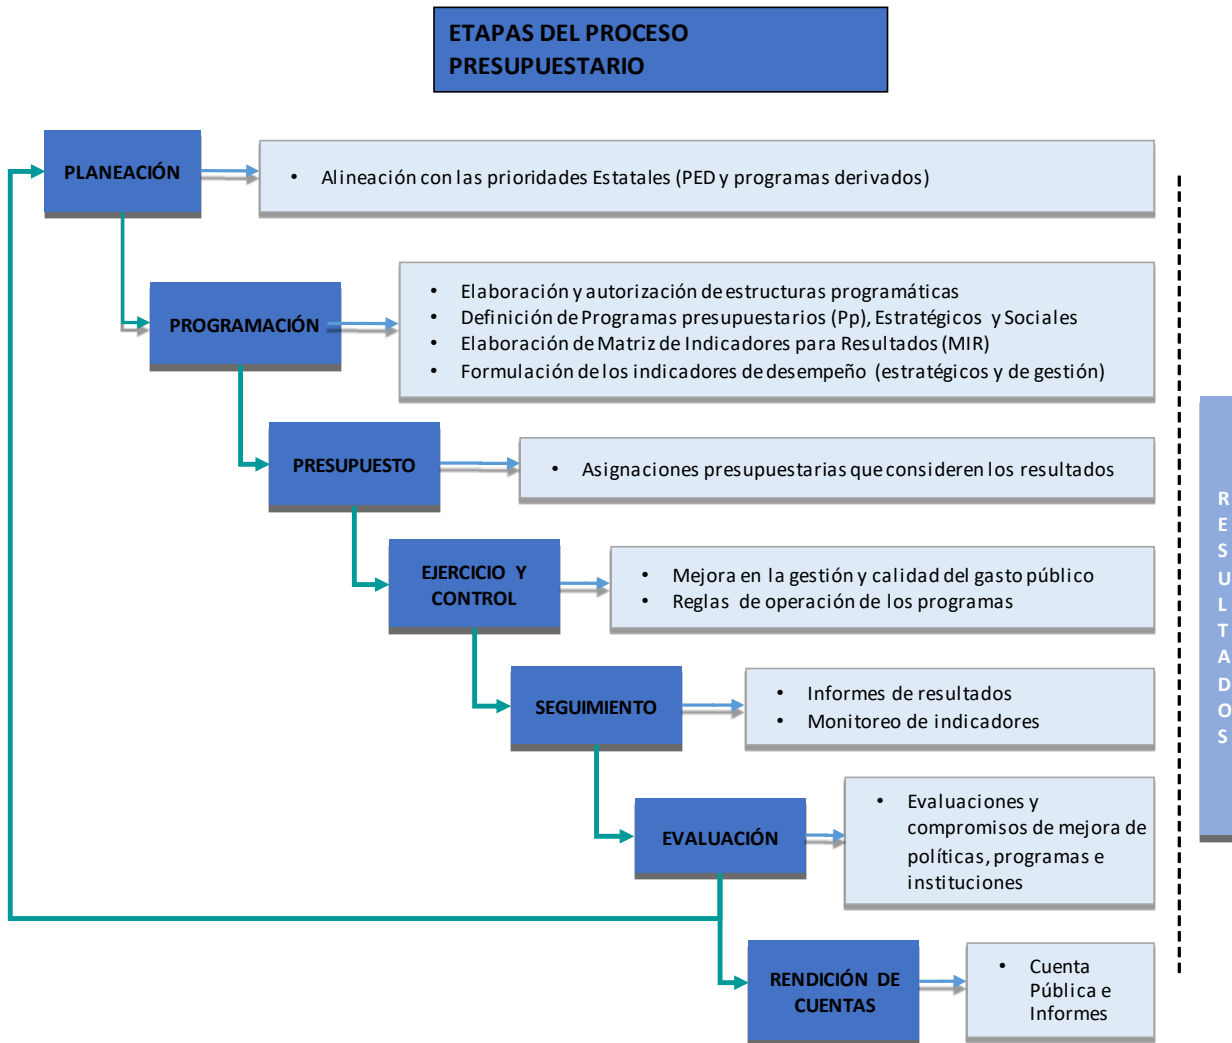 ETAPAS DEL PROCESO
PRESUPUESTARIO
PLANEACIÓN
• Alineación con las prioridades Estatales (PED y programas derivados)
PROGRAMACIÓN
• Elaboración y autorización de estructuras programáticas
• Definición de Programas presupuestarios (Pp), Estratégicos y Sociales
• Elaboración de Matriz de Indicadores para Resultados (MIR)
• Formulación de los indicadores de desempeño (estratégicos y de gestión)
PRESUPUESTO
• Asignaciones presupuestarias que consideren los resultados
EJERCICIO Y
CONTROL
• Mejora en la gestión y calidad del gasto público
• Reglas de operación de los programas
SEGUIMIENTO
• Informes de resultados
• Monitoreo de indicadores
EVALUACIÓN
• Evaluaciones y
compromisos de mejora de
políticas, programas e
instituciones
RENDICIÓN DE
CUENTAS
• Cuenta
Pública e
Informes
R
E
S
U
L
T
A
D
O
S